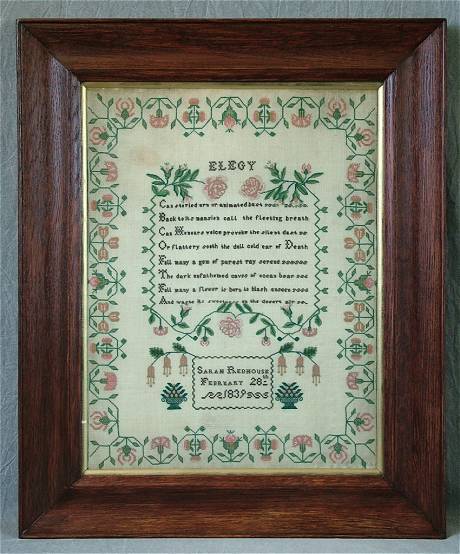 ELEGY
Can storied urn or animated bust
Back to its mansion call the fleeting breath
Can Honours voice provoke the silent dust
Or flattery sooth the dull cold ear of Death
Full many a gem of purest ray serene
The dark unfathomed caves of ocean bear
Full many a flower is born to blush unseen
And waste its sweetness on the desert air
SARAH REDHOUSE
FEBRUARY 28th
1839